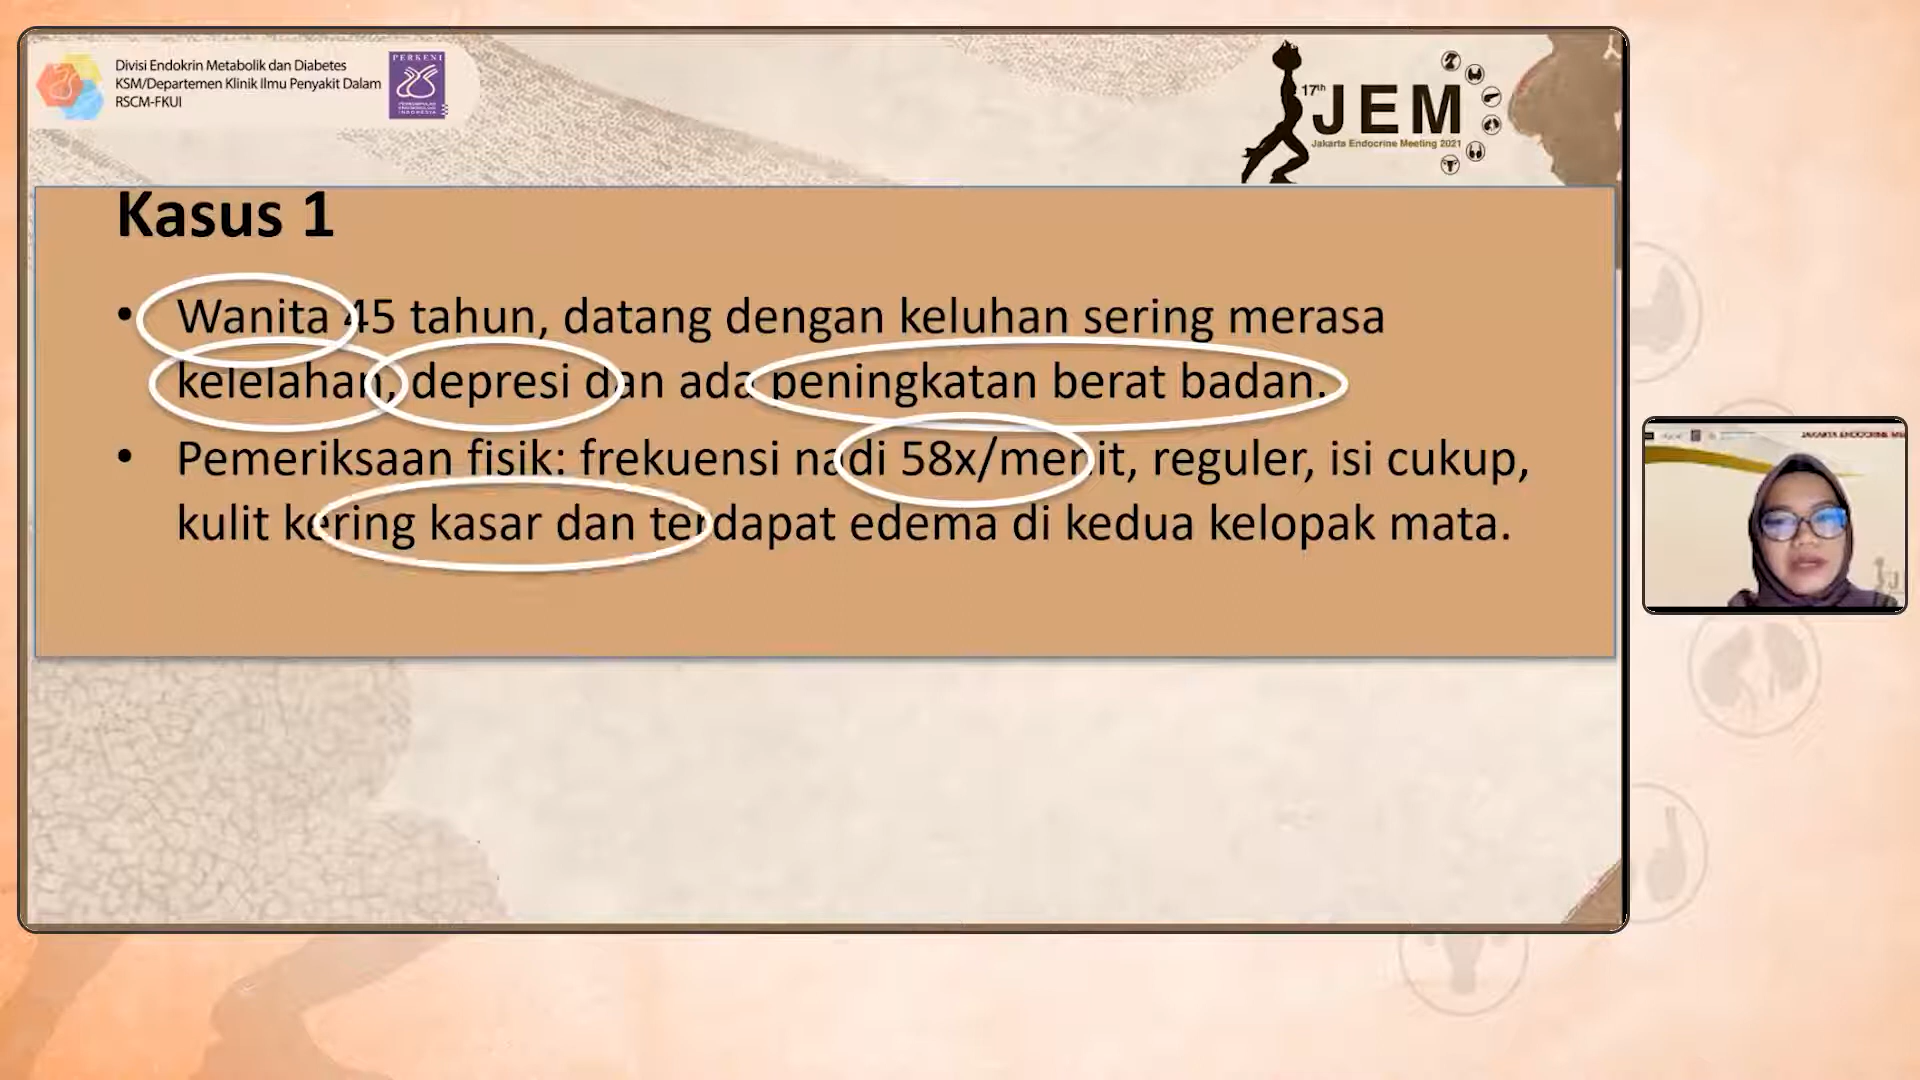 Divisi Endokrin Metabolik dan Diabetes
KSM/Departemen Klinik Ilmu Penyakit Dalam
RSCM-FKUI
PERKENI
17th
JEM
Jakarta Endocrine Meeting 2021
Kasus 1
• Wanita 45 tahun, datang dengan keluhan sering merasa
kelelahan, depresi dan ada peningkatan berat badan.
• Pemeriksaan fisik: frekuensi nadi 58x/menit, reguler, isi cukup,
kulit kering kasar dan terdapat edema di kedua kelopak mata.